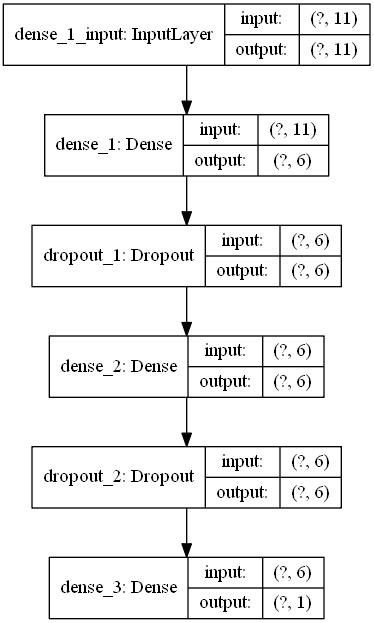 dense_1_input: InputLayer
input: (?, 11)
output: (?, 11)
dense_1: Dense
input: (?, 11)
output: (?, 6)
dropout_1: Dropout
input: (?, 6)
output: (?, 6)
dense_2: Dense
input: (?, 6)
output: (?, 6)
dropout_2: Dropout
input: (?, 6)
output: (?, 6)
dense_3: Dense
input: (?, 6)
output: (?, 1)